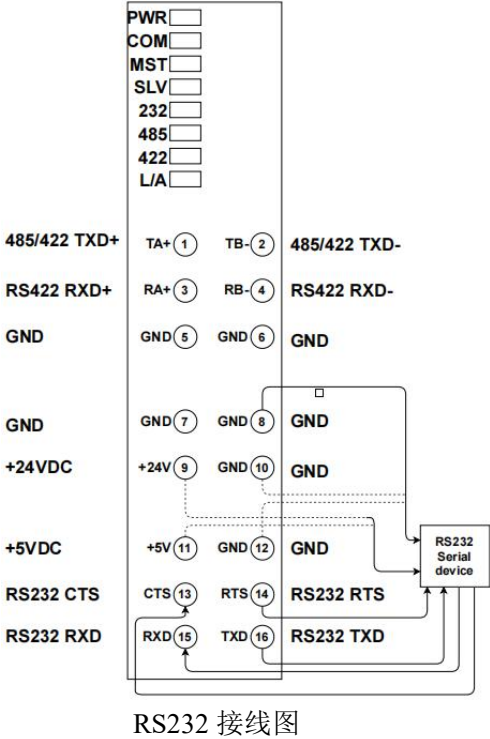 PWR
COM
MST
SLV
232
485
422
L/A
485/422 TXD+ TA+ 1 TB- 2 485/422 TXD-
RS422 RXD+ RA+ 3 RB- 4 RS422 RXD-
GND GND 5 GND 6 GND
GND GND 7 GND 8 GND
+24VDC +24V 9 GND 10 GND
+5VDC +5V 11 GND 12 GND
RS232
Serial
device
RS232 CTS CTS 13 RTS 14 RS232 RTS
RS232 RXD RXD 15 TXD 16 RS232 TXD
RS232 接线图